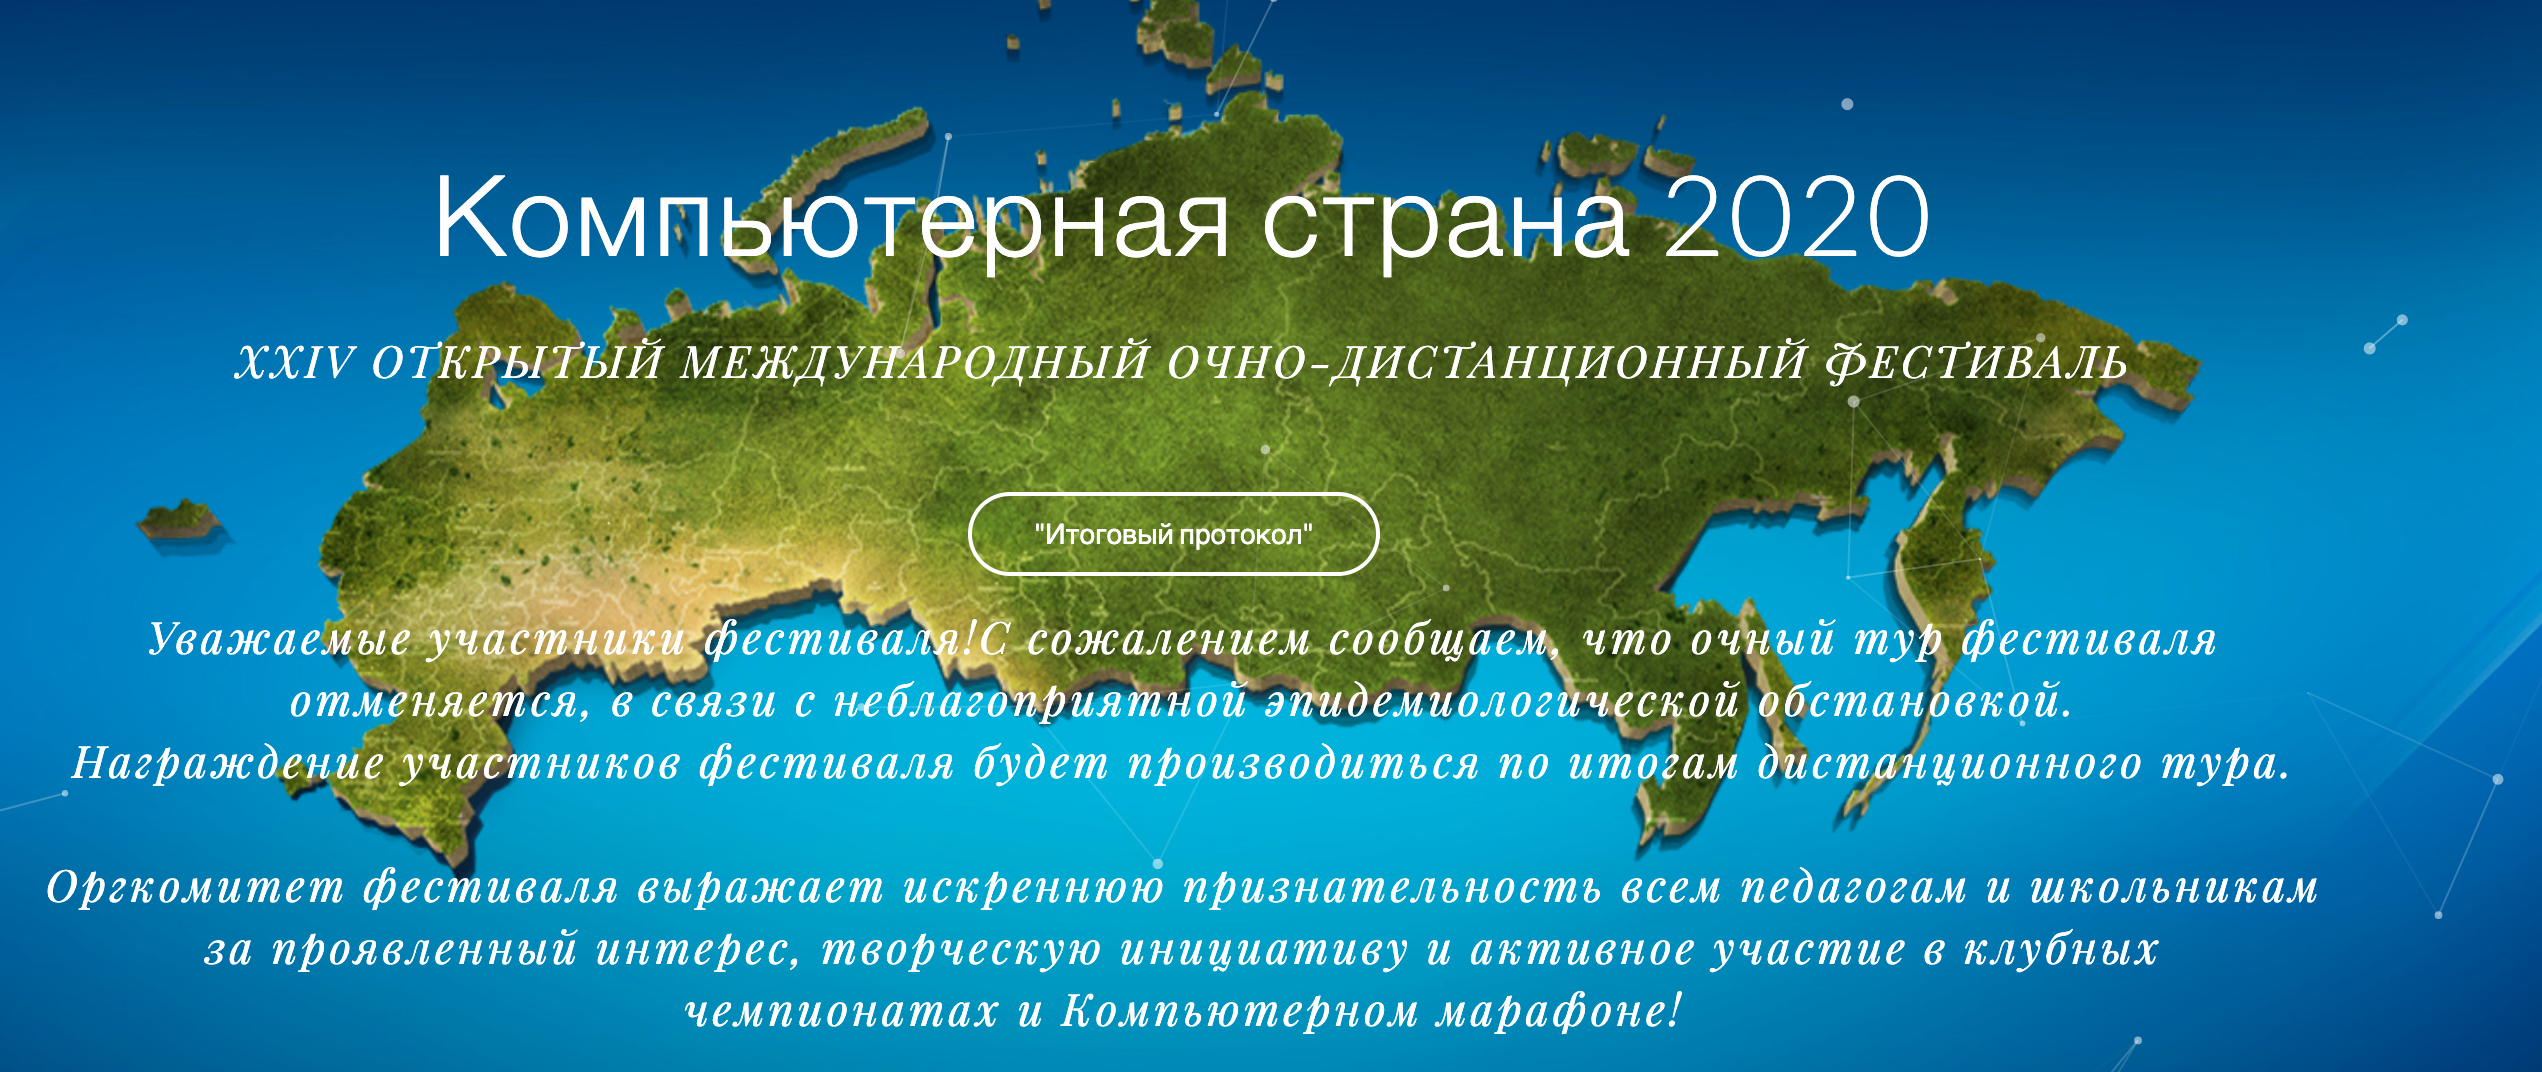 Компьютерная страна 2020
XXIV ОТКРЫТЫЙ МЕЖДУНАРОДНЫЙ ОЧНО-ДИСТАНЦИОННЫЙ ФЕСТИВАЛЬ
"Итоговый протокол"
Уважаемые участники фестиваля!С сожалением сообщаем, что очный тур фестиваля
отменяется, в связи с неблагоприятной эпидемиологической обстановкой.
Награждение участников фестиваля будет производиться по итогам дистанционного тура.
Оргкомитет фестиваля выражает искреннюю признательность всем педагогам и школьникам
за проявленный интерес, творческую инициативу и активное участие в клубных
чемпионатах и Компьютерном марафоне!